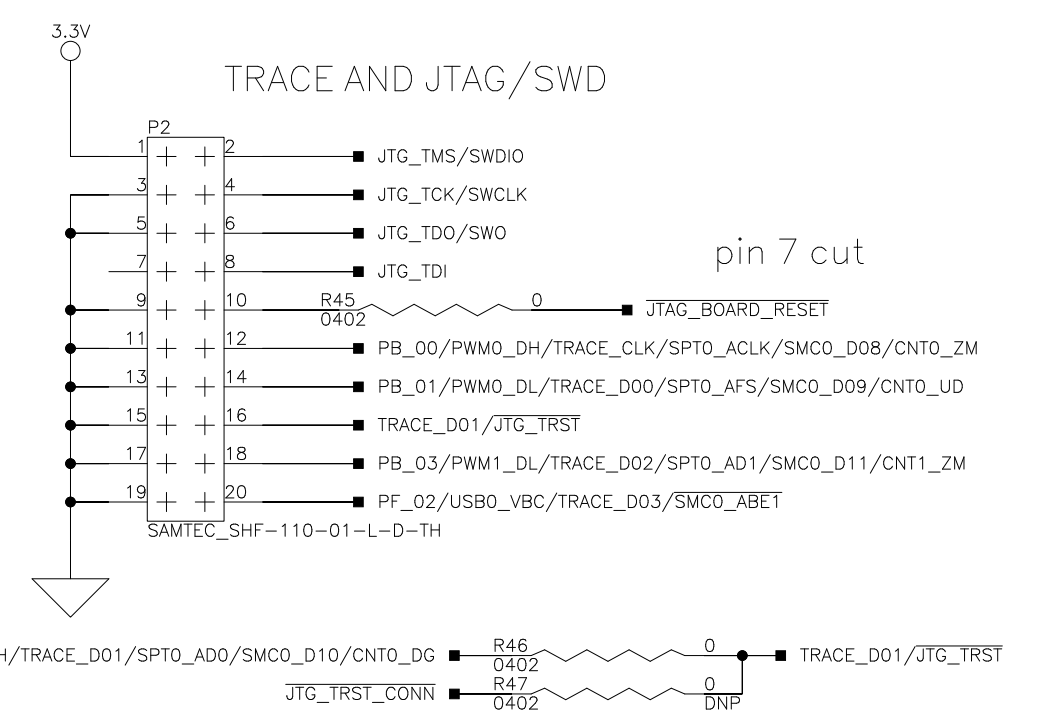 3.3V
TRACE AND JTAG/SWD
P2
1 2 JTG_TMS/SWDIO
3 4 JTG_TCK/SWCLK
5 6 JTG_TDO/SWO
pin 7 cut
7 8 JTG_TDI
9 10 R45 0 JTAG_BOARD_RESET
0402
11 12 PB_00/PWM0_DH/TRACE_CLK/SPT0_ACLK/SMC0_D08/CNT0_ZM
13 14 PB_01/PWM0_DL/TRACE_D00/SPT0_AFS/SMC0_D09/CNT0_UD
15 16 TRACE_D01/JTG_TRST
17 18 PB_03/PWM1_DL/TRACE_D02/SPT0_AD1/SMC0_D11/CNT1_ZM
19 20 PF_02/USB0_VBC/TRACE_D03/SMC0_ABE1
SAMTEC_SHF-110-01-L-D-TH
H/TRACE_D01/SPT0_AD0/SMC0_D10/CNT0_DG R46 0 TRACE_D01/JTG_TRST
0402
JTG_TRST_CONN R47 0
0402 DNP